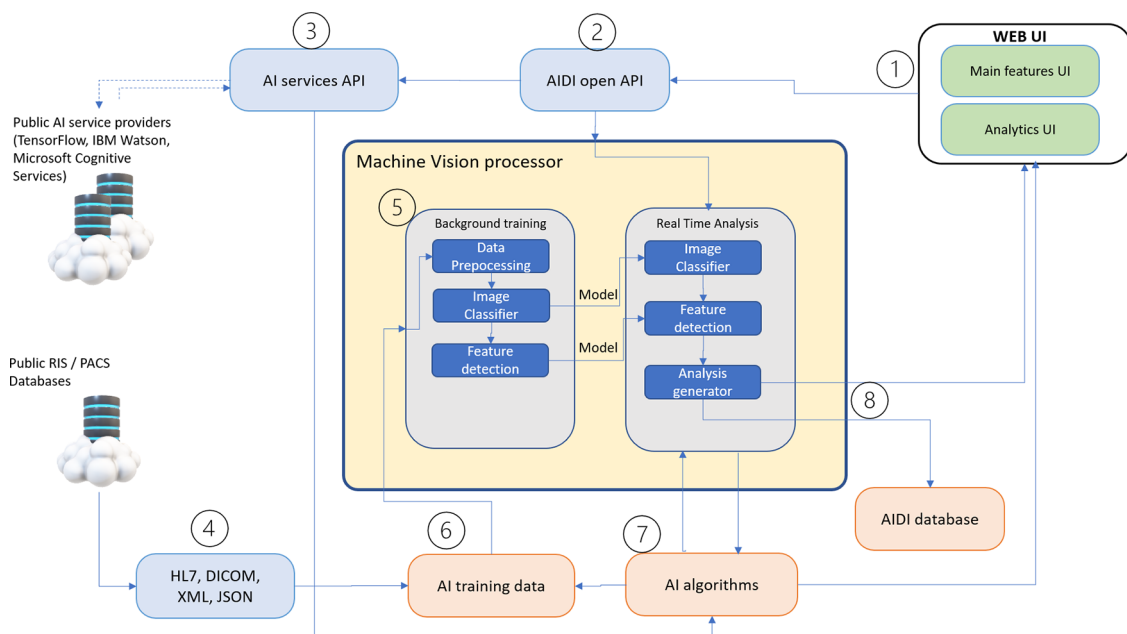 3
2
WEB UI
1
Main features UI
AI services API
AIDI open API
Public AI service providers
(TensorFlow, IBM Watson,
Microsoft Cognitive
Services)
Analytics UI
Machine Vision processor
5
Background training
Real Time Analysis
Data
Prepocessing
Image
Classifier
Model
Image
Classifier
Feature
detection
Model
Feature
detection
Public RIS / PACS
Databases
Analysis
generator
8
AIDI database
4
6
7
HL7, DICOM,
XML, JSON
AI training data
AI algorithms